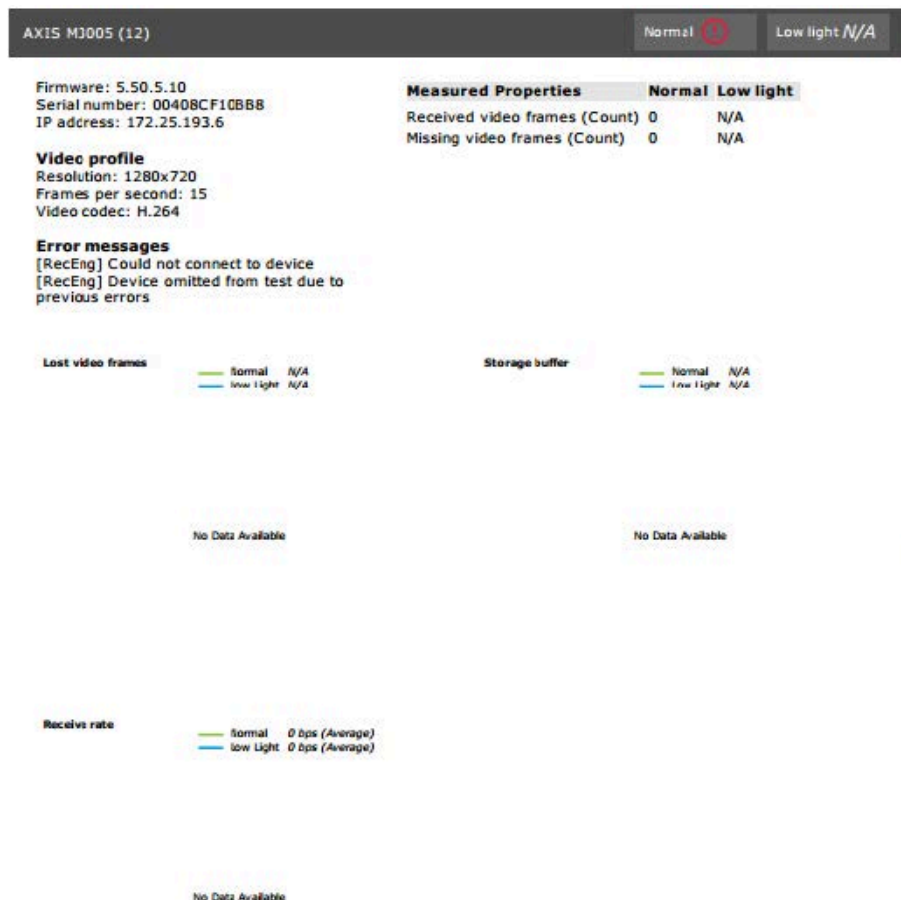 AXIS M3005 (12)
Normal
Low light N/A
Firmware: 5.50.5.10
Serial number: 00408CF10BB8
IP address: 172.25.193.6
Video profile
Resolution: 1280x720
Frames per second: 15
Video codec: H.264
Error messages
[RecEng] Could not connect to device
[RecEng] Device omitted from test due to
previous errors
Measured Properties Normal Low light
Received video frames (Count) 0 N/A
Missing video frames (Count) 0 N/A
Lost video frames
Normal N/A
Low Light N/A
No Data Available
Storage buffer
Normal N/A
Low Light N/A
No Data Available
Receive rate
Normal 0 bps (Average)
Low Light 0 bps (Average)
No Data Available